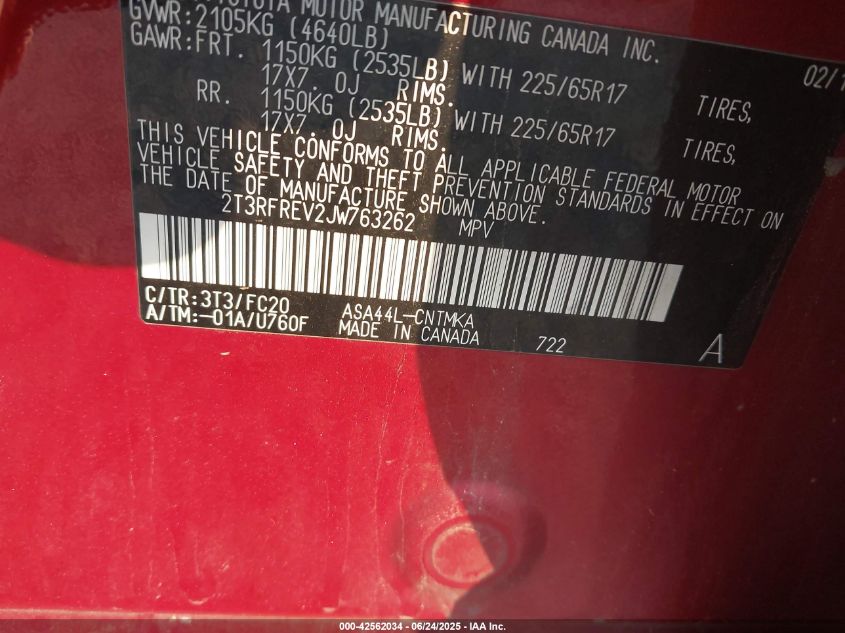 TOYOTA MOTOR MANUFACTURING CANADA INC.
GVWR:2105KG (4640LB) 02/1
GAWR:FRT. 1150KG (2535LB) WITH 225/65R17 TIRES,
17X7. 0J RIMS.
RR. 1150KG (2535LB) WITH 225/65R17 TIRES,
17X7. 0J RIMS.
THIS VEHICLE CONFORMS TO ALL APPLICABLE FEDERAL MOTOR
VEHICLE SAFETY AND THEFT PREVENTION STANDARDS IN EFFECT ON
THE DATE OF MANUFACTURE SHOWN ABOVE.
2T3RFREV2JW763262 MPV
C/TR:3T3/FC20 ASA44L-CNTMKA
A/TM:-01A/U760F MADE IN CANADA 722 A
000-42562034 - 06/24/2025 - IAA Inc.